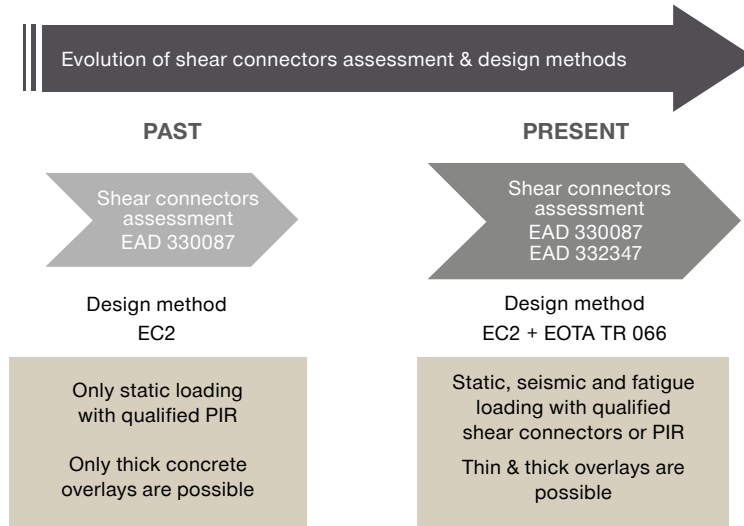 Evolution of shear connectors assessment & design methods
PAST
Shear connectors
assessment
EAD 330087
Design method
EC2
Only static loading
with qualified PIR
Only thick concrete
overlays are possible
PRESENT
Shear connectors
assessment
EAD 330087
EAD 332347
Design method
EC2 + EOTA TR 066
Static, seismic and fatigue
loading with qualified
shear connectors or PIR
Thin & thick overlays are
possible